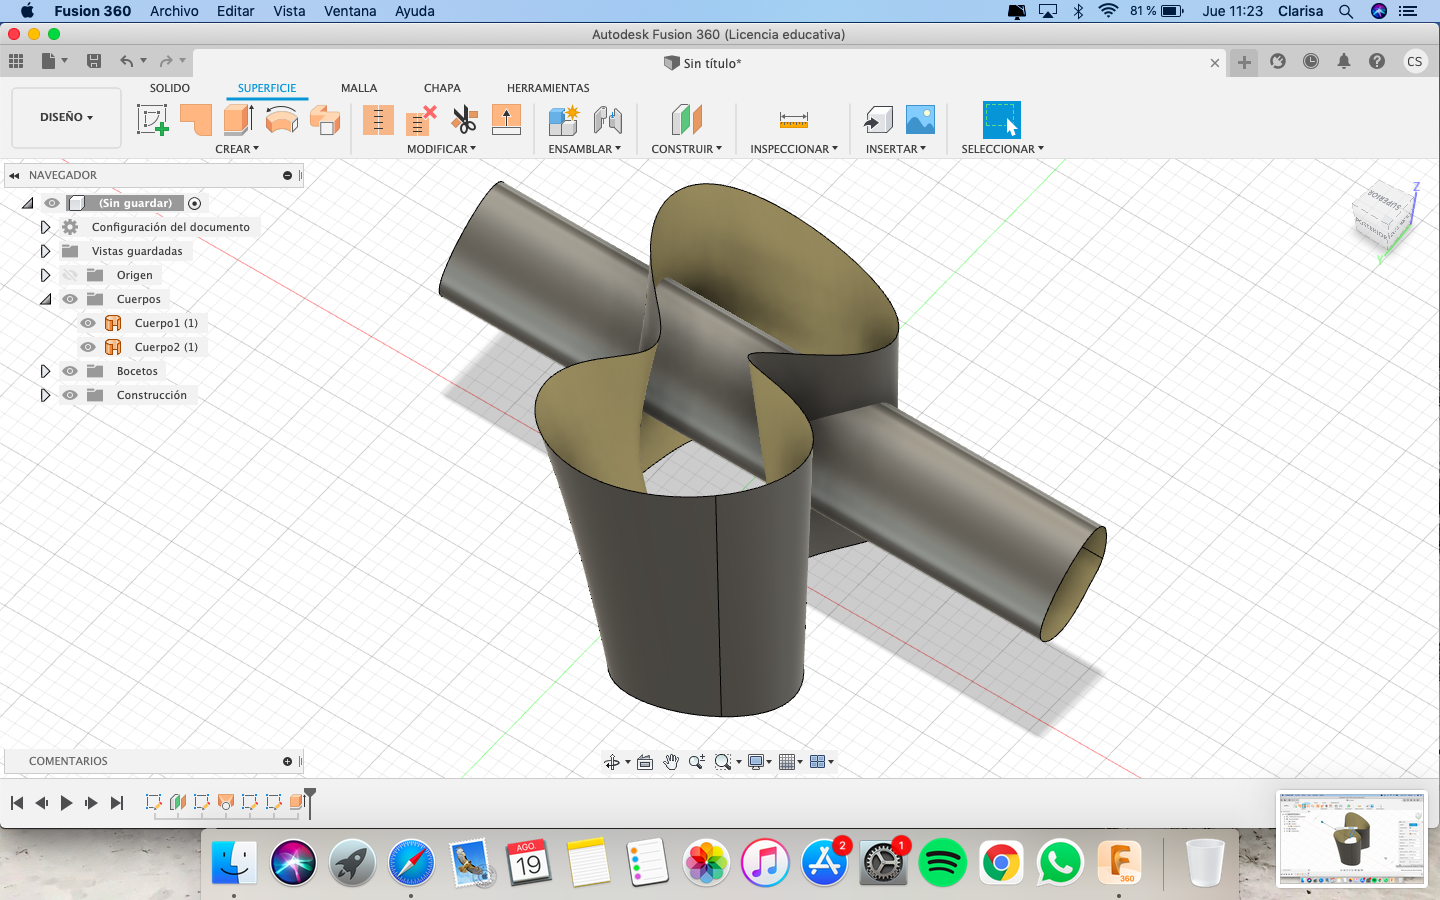 Fusion 360 Archivo Editar Vista Ventana Ayuda 81 % Jue 11:23 Clarisa
Autodesk Fusion 360 (Licencia educativa)
Sin título*
CS
SOLIDO SUPERFICIE MALLA CHAPA HERRAMIENTAS
DISEÑO
CREAR MODIFICAR ENSAMBLAR CONSTRUIR INSPECCIONAR INSERTAR SELECCIONAR
NAVEGADOR
(Sin guardar)
Configuración del documento
Vistas guardadas
Origen
Cuerpos
Cuerpo1 (1)
Cuerpo2 (1)
Bocetos
Construcción
SUPERIOR
Z
Y
COMENTARIOS
AGO.
19
2
1
F
360